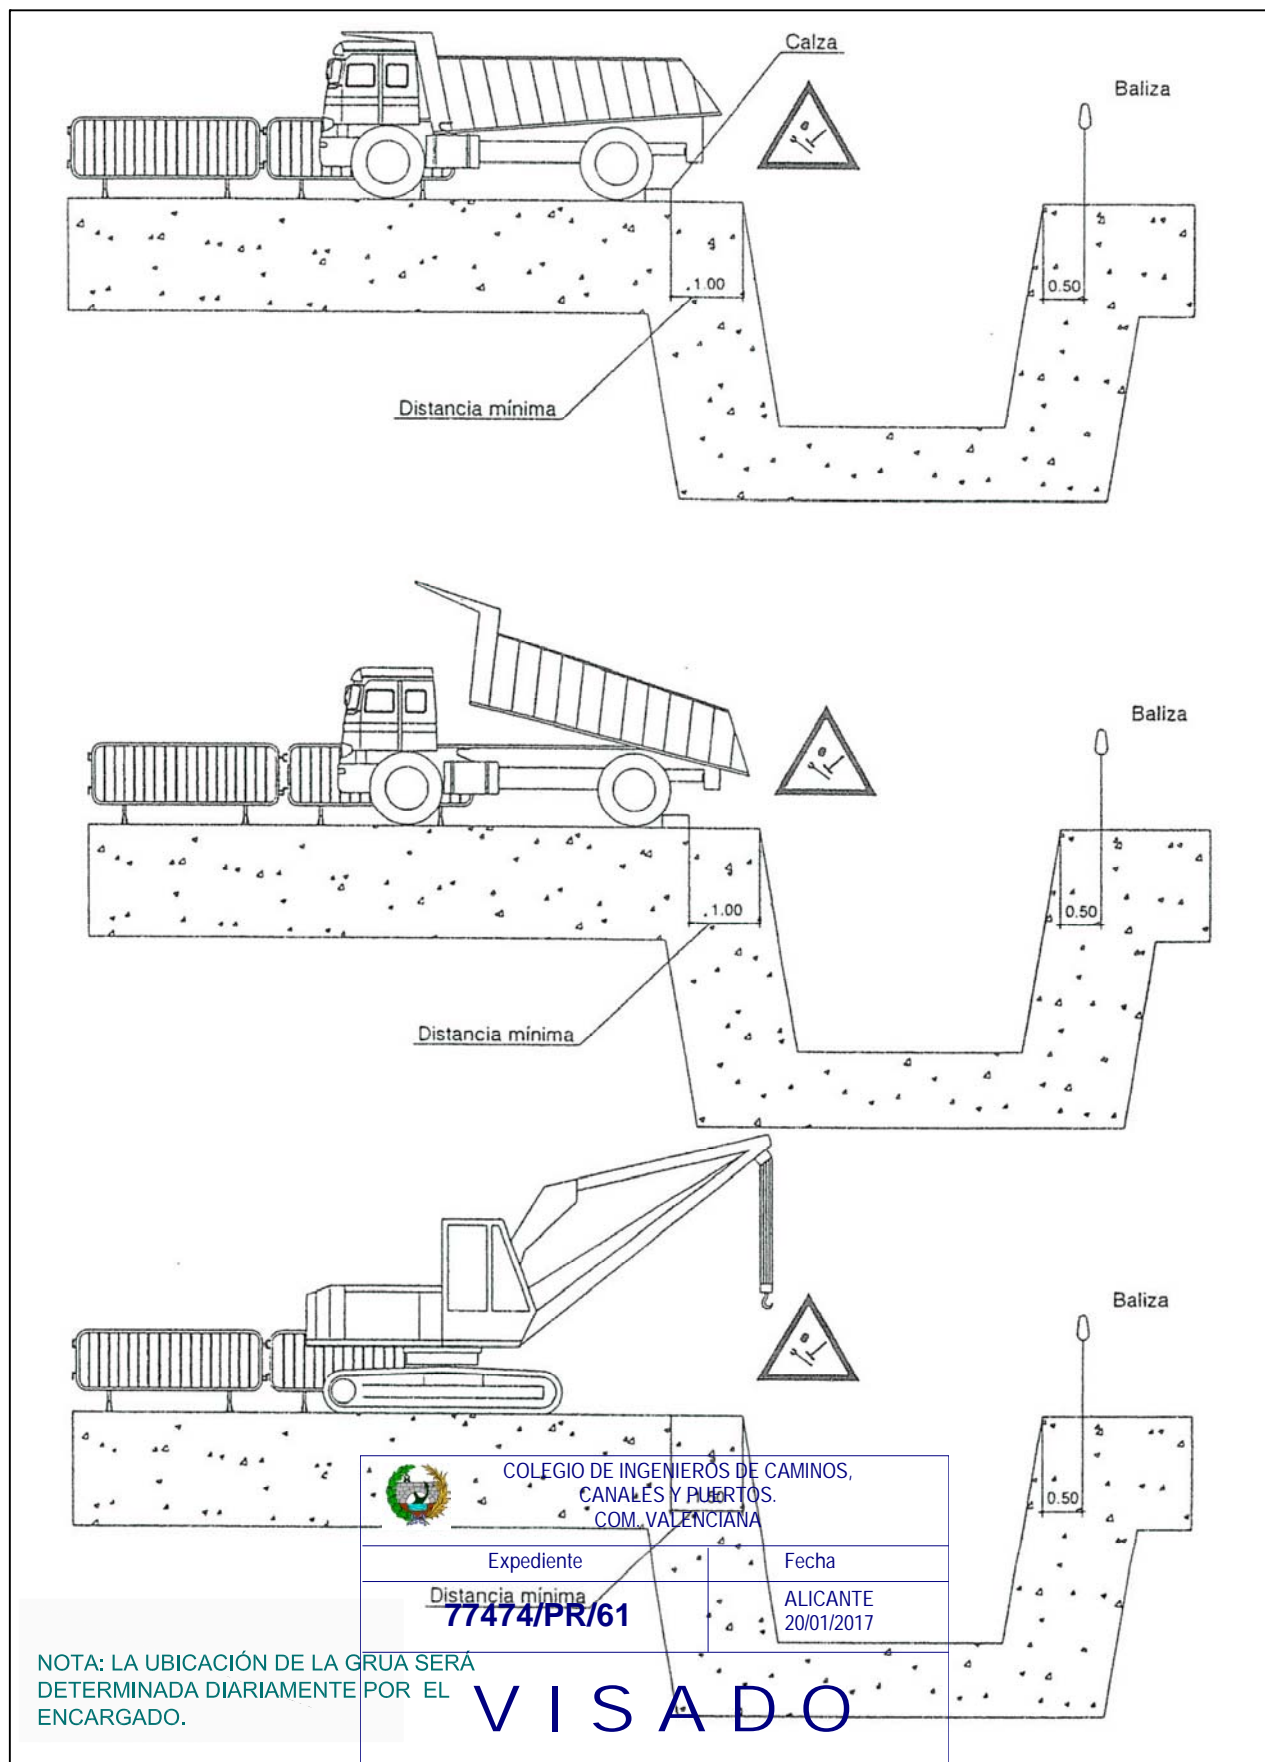 Calza
Baliza
1.00
0.50
Distancia mínima
Baliza
1.00
0.50
Distancia mínima
Baliza
0.50
COLEGIO DE INGENIEROS DE CAMINOS,
CANALES Y PUERTOS.
COM. VALENCIANA
Expediente
Fecha
Distancia mínima
77474/PR/61
ALICANTE
20/01/2017
NOTA: LA UBICACIÓN DE LA GRUA SERÁ
DETERMINADA DIARIAMENTE POR EL
ENCARGADO.
VISADO